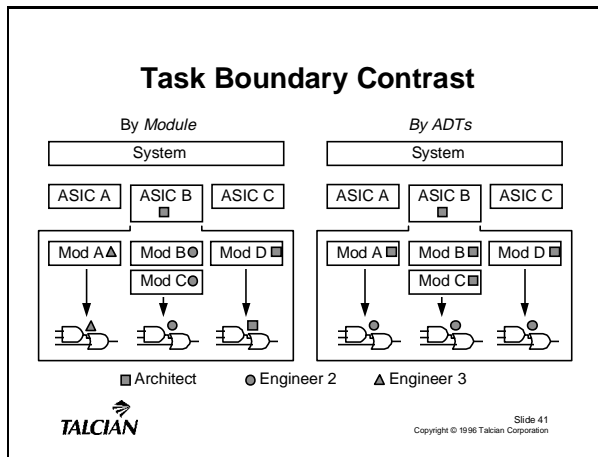 Task Boundary Contrast
By Module
System
ASIC A
ASIC B
ASIC C
Mod A
Mod B
Mod D
Mod C
By ADTs
System
ASIC A
ASIC B
ASIC C
Mod A
Mod B
Mod D
Mod C
Architect
Engineer 2
Engineer 3
TALCIAN
Slide 41
Copyright © 1996 Talcian Corporation